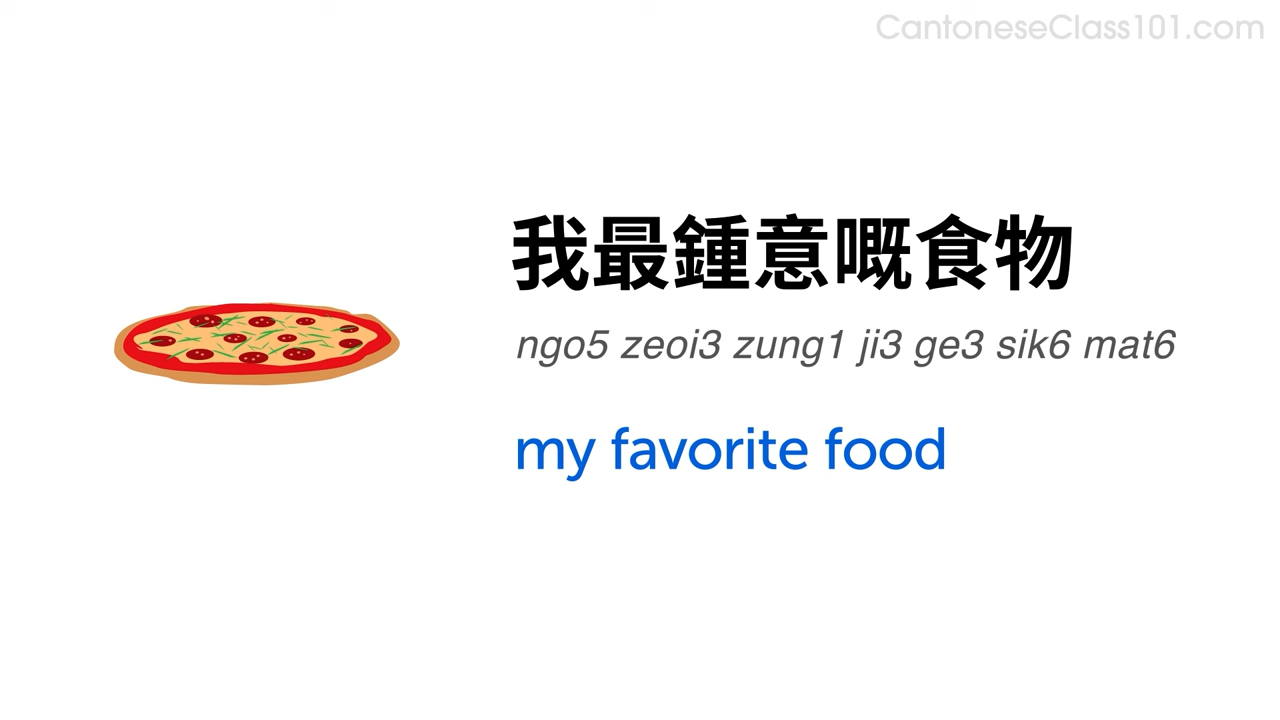 CantoneseClass101.com
我最鍾意嘅食物
ngo5 zeoi3 zung1 ji3 ge3 sik6 mat6
my favorite food